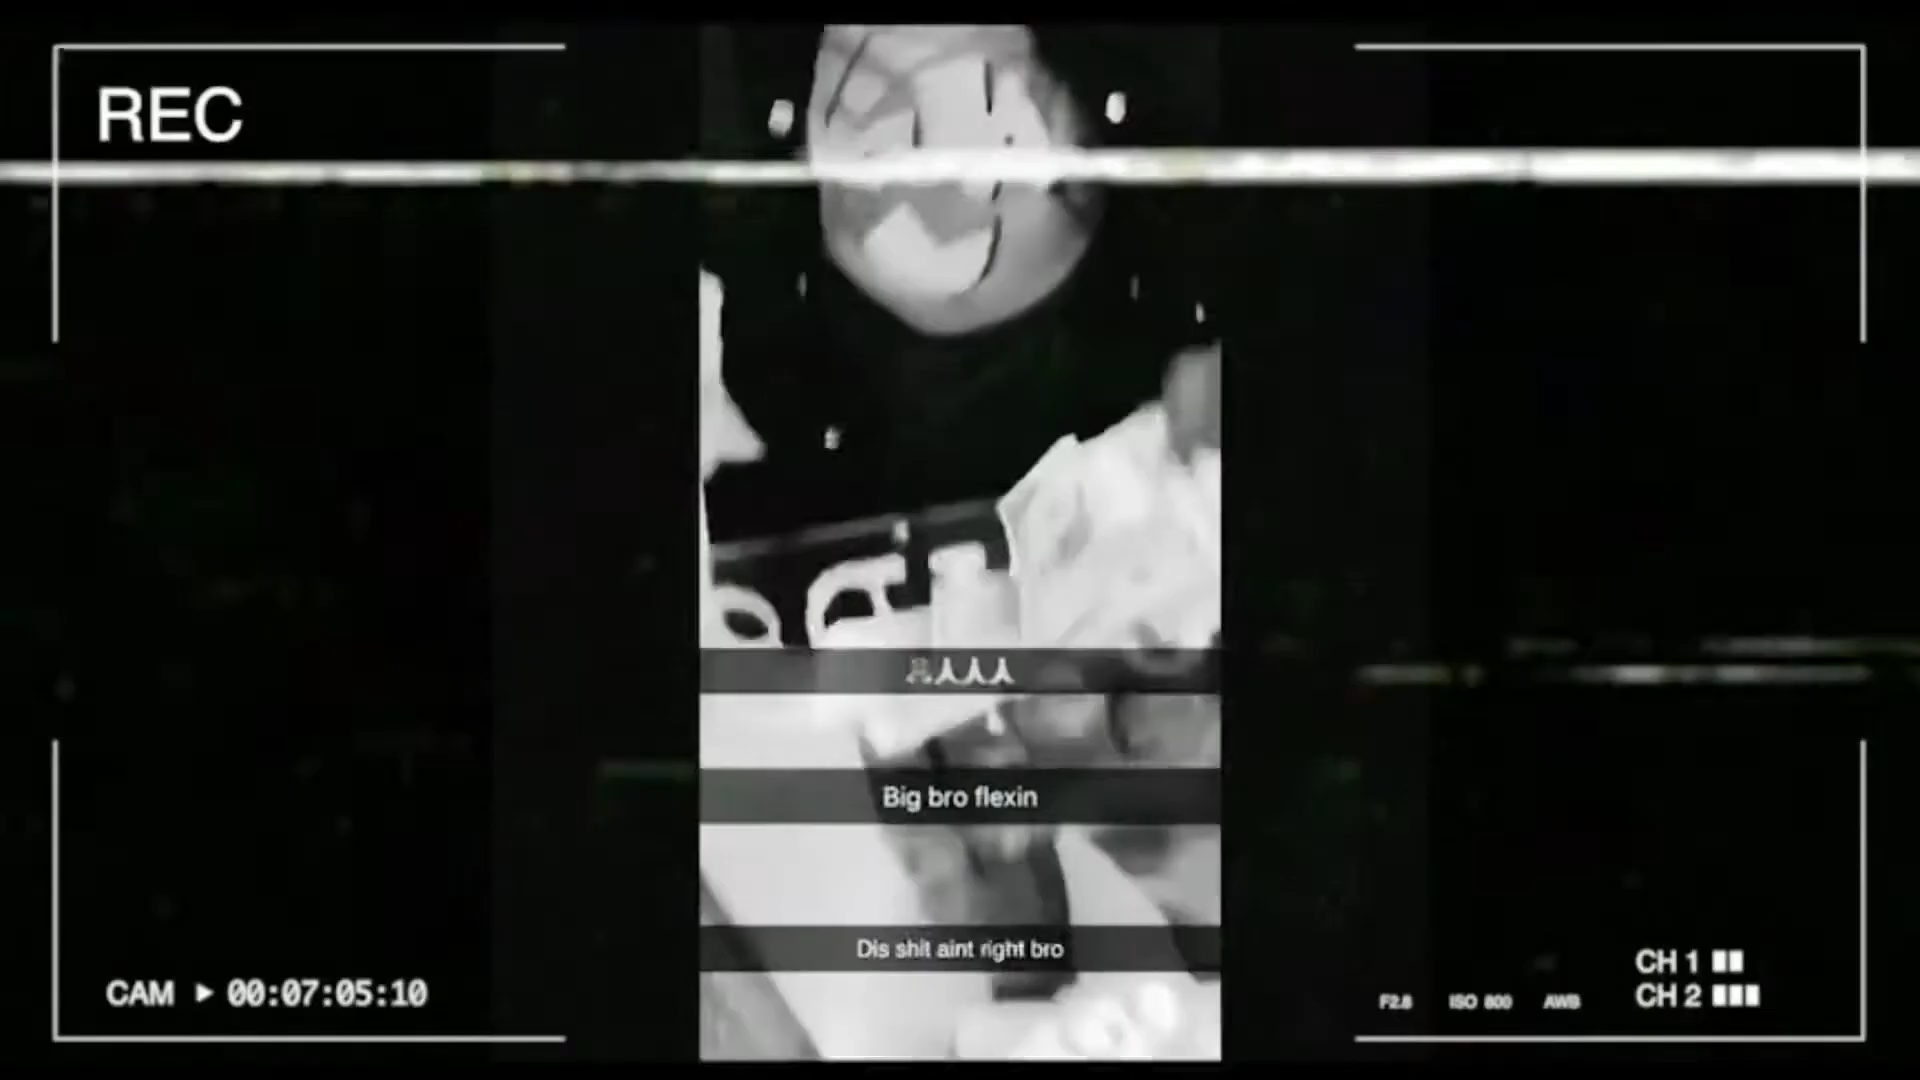 REC
Big bro flexin
Dis shit aint right bro
CAM ▶ 00:07:05:10
F2.8 ISO 800 AWB
CH 1
CH 2